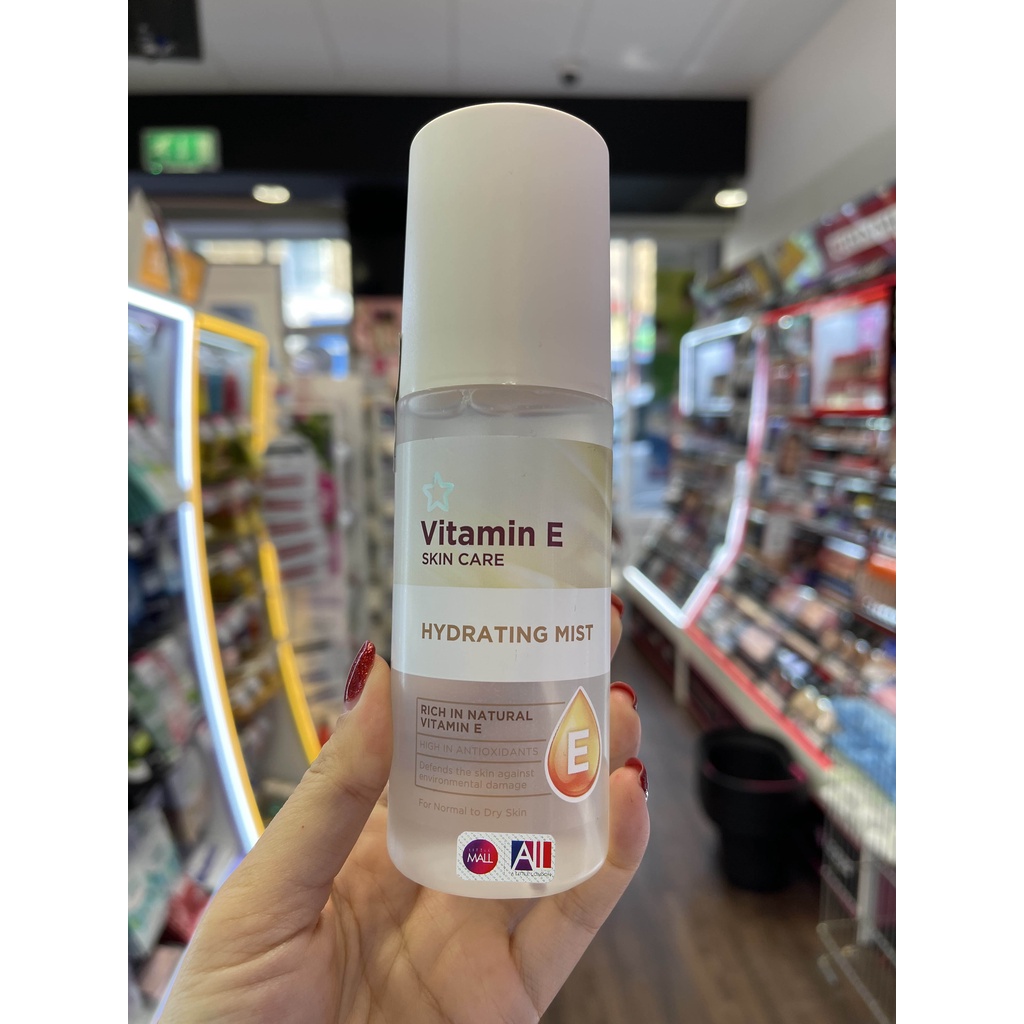 Vitamin E
SKIN CARE
HYDRATING MIST
RICH IN NATURAL
VITAMIN E
HIGH IN ANTIOXIDANTS
Defends the skin against
environmental damage
E
For Normal to Dry Skin
MALL
All